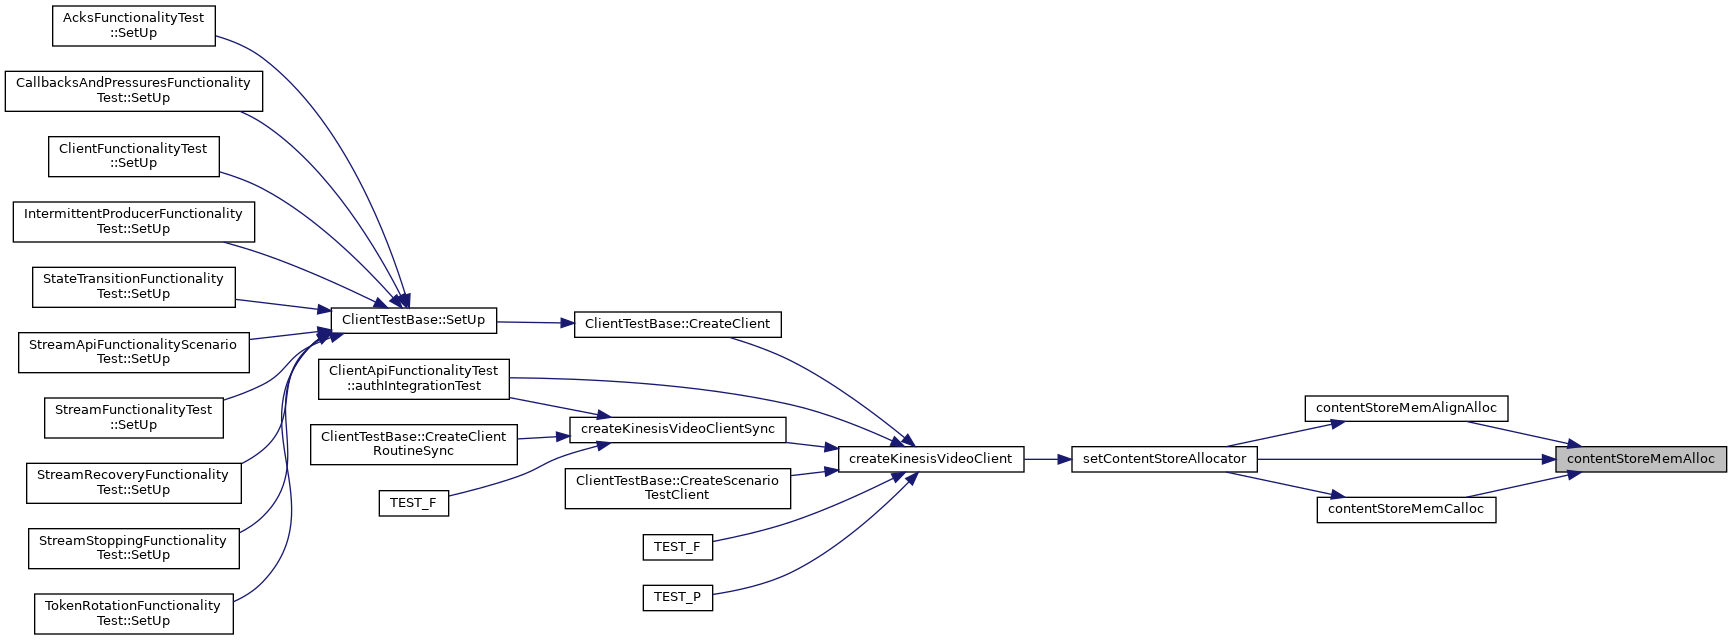 AcksFunctionalityTest
::SetUp
CallbacksAndPressuresFunctionality
Test::SetUp
ClientFunctionalityTest
::SetUp
IntermittentProducerFunctionality
Test::SetUp
StateTransitionFunctionality
Test::SetUp
StreamApiFunctionalityScenario
Test::SetUp
StreamFunctionalityTest
::SetUp
StreamRecoveryFunctionality
Test::SetUp
StreamStoppingFunctionality
Test::SetUp
TokenRotationFunctionality
Test::SetUp
ClientTestBase::SetUp
ClientApiFunctionalityTest
::authIntegrationTest
ClientTestBase::CreateClient
RoutineSync
TEST_F
ClientTestBase::CreateClient
createKinesisVideoClientSync
ClientTestBase::CreateScenario
TestClient
TEST_F
TEST_P
createKinesisVideoClient
setContentStoreAllocator
contentStoreMemAlignAlloc
contentStoreMemCalloc
contentStoreMemAlloc